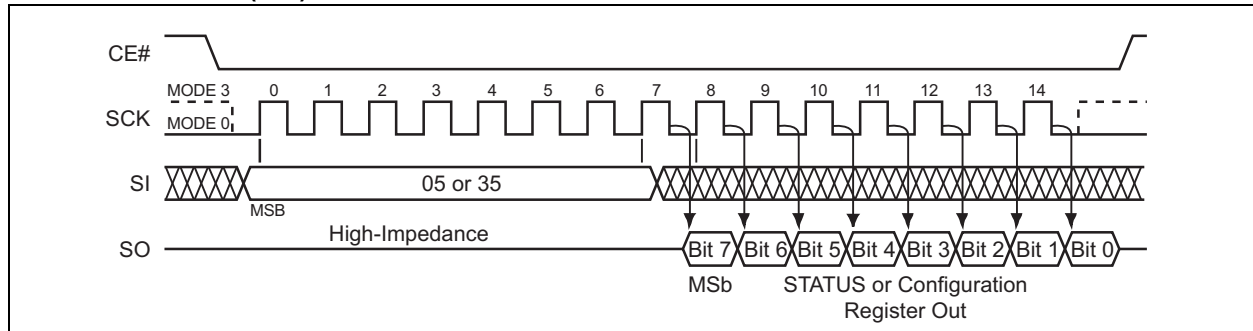 CE#
MODE 3 0 1 2 3 4 5 6 7 8 9 10 11 12 13 14
SCK
MODE 0
SI 05 or 35
MSB
High-Impedance
SO Bit 7 Bit 6 Bit 5 Bit 4 Bit 3 Bit 2 Bit 1 Bit 0
MSb STATUS or Configuration
Register Out